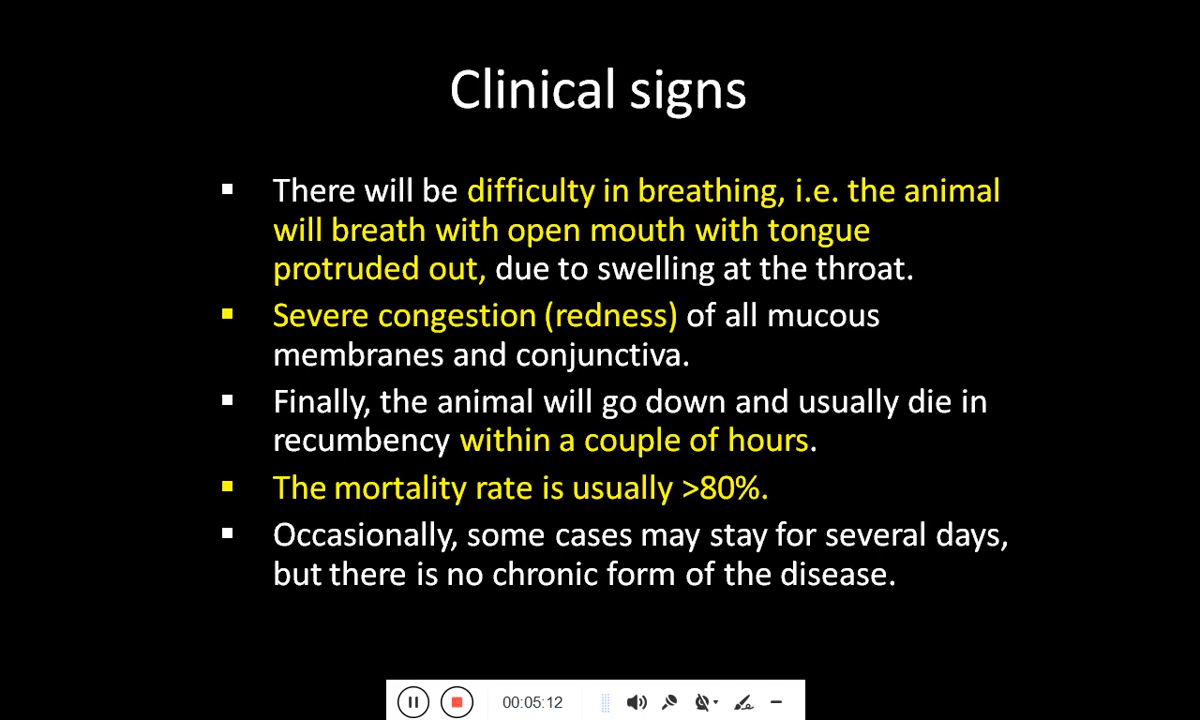 Clinical signs
▪ There will be difficulty in breathing, i.e. the animal
will breath with open mouth with tongue
protruded out, due to swelling at the throat.
▪ Severe congestion (redness) of all mucous
membranes and conjunctiva.
▪ Finally, the animal will go down and usually die in
recumbency within a couple of hours.
▪ The mortality rate is usually >80%.
▪ Occasionally, some cases may stay for several days,
but there is no chronic form of the disease.
00:05:12